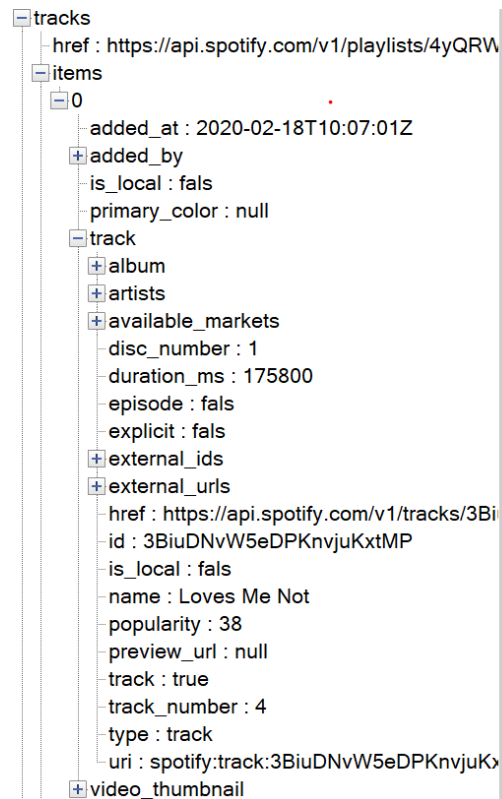 tracks
href : https://api.spotify.com/v1/playlists/4yQRW
items
0
added_at : 2020-02-18T10:07:01Z
added_by
is_local : fals
primary_color : null
track
album
artists
available_markets
disc_number : 1
duration_ms : 175800
episode : fals
explicit : fals
external_ids
external_urls
href : https://api.spotify.com/v1/tracks/3Bi
id : 3BiuDNvW5eDPKnvjuKxtMP
is_local : fals
name : Loves Me Not
popularity : 38
preview_url : null
track : true
track_number : 4
type : track
uri : spotify:track:3BiuDNvW5eDPKnvjuKx
video_thumbnail